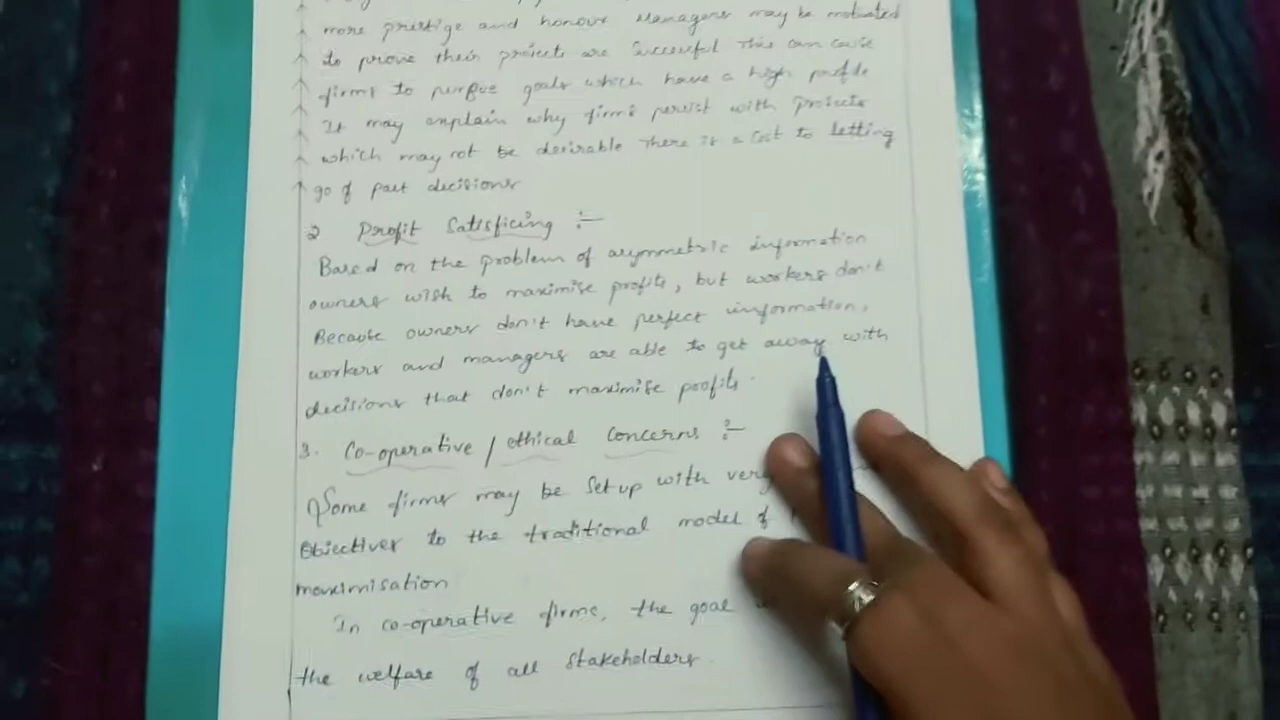 more prestige and honour Managers may be motivated
to prove their projects are Successful This can cause
firms to purse goals which have a high profile
It may explain why firms persist with Projects
which may not be desirable There is a cost to letting
go of past decisions
2 Profit Satisficing :-
Based on the problem of asymmetric information
owners wish to maximise profits, but workers don't
Because owners don't have perfect information,
workers and managers are able to get away with
decisions that don't maximise profits.
3. Co-operative / ethical Concerns :-
Some firms may be Set up with very
Objectives to the traditional model of
maximisation
In co-operative firms, the goal
the welfare of all Stakeholders.